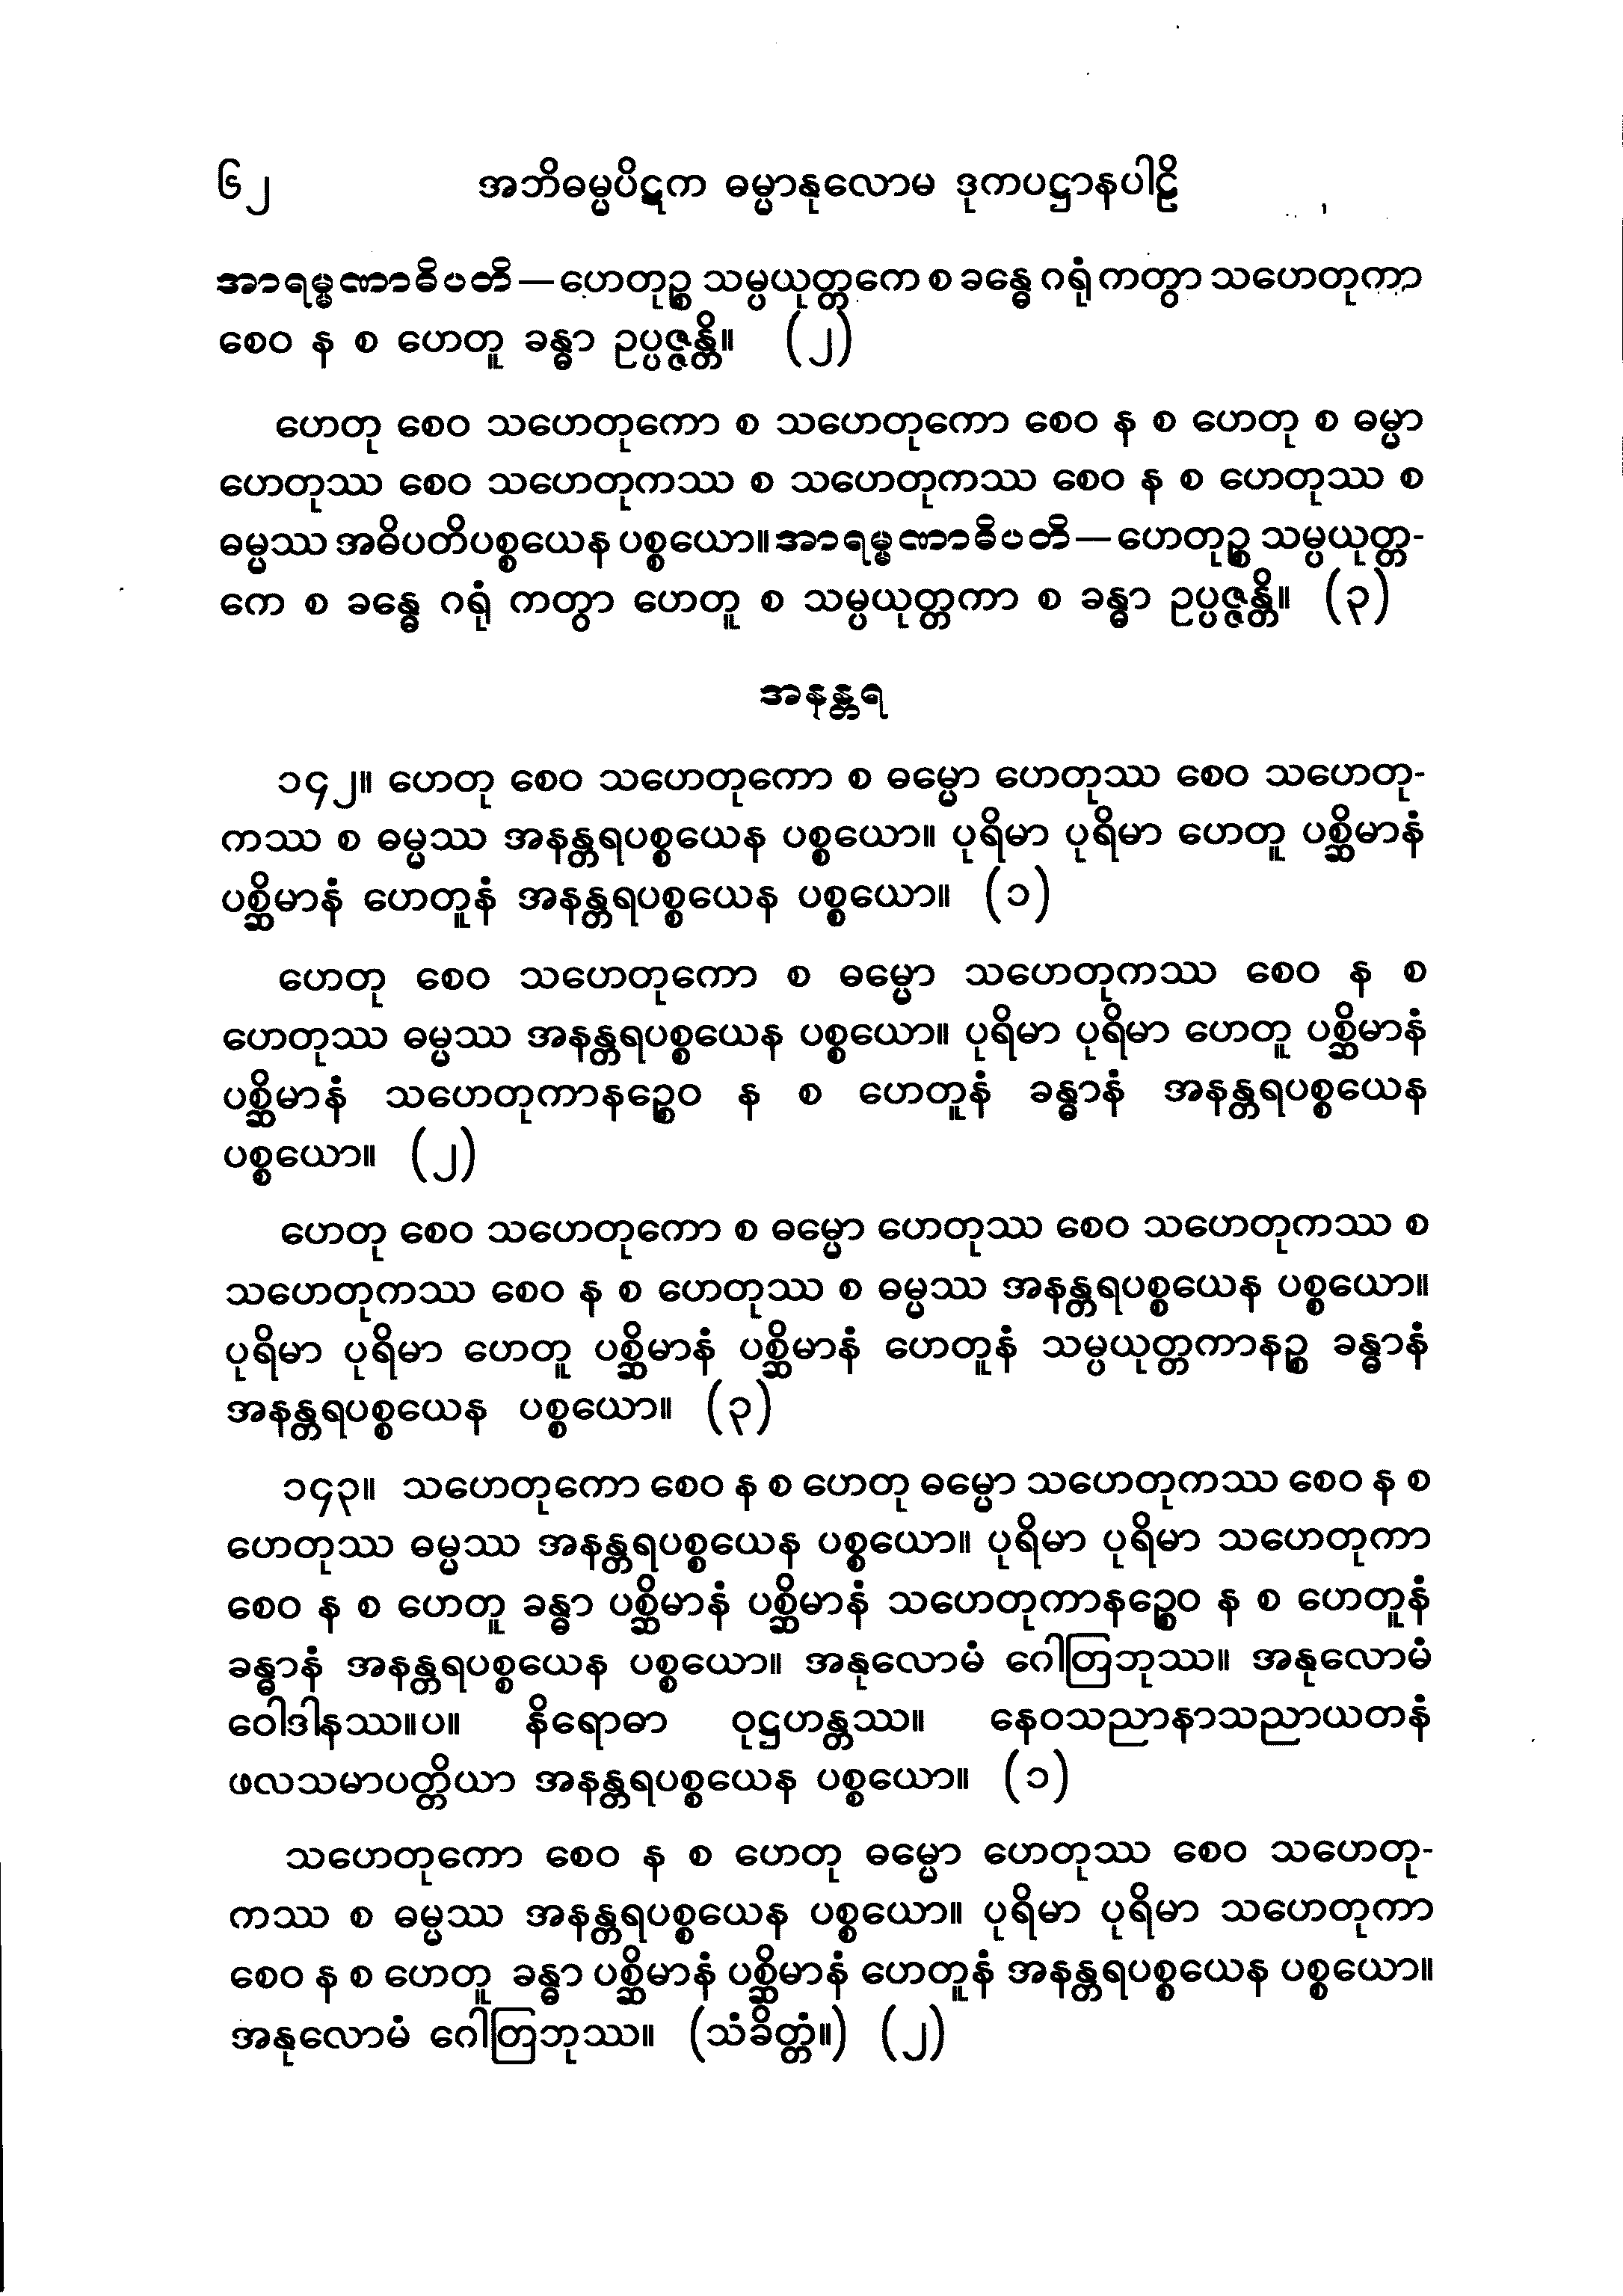 ၆၂ အဘိဓမ္မပိဋက ဓမ္မာနုလောမ ဒုကပဋ္ဌာနပါဠိ
အာရမ္မဏာဓိပတိ—ဟေတုဉ္စ သမ္ပယုတ္တကေ စ ခန္ဓေ ဂရုံ ကတွာ သဟေတုကာ
စေဝ န စ ဟေတူ ခန္ဓာ ဥပ္ပဇ္ဇန္တိ။ (၂)
ဟေတု စေဝ သဟေတုကော စ သဟေတုကော စေဝ န စ ဟေတု စ ဓမ္မာ
ဟေတုဿ စေဝ သဟေတုကဿ စ သဟေတုကဿ စေဝ န စ ဟေတုဿ စ
ဓမ္မဿ အဓိပတိပစ္စယေန ပစ္စယော။ အာရမ္မဏာဓိပတိ—ဟေတုဉ္စ သမ္ပယုတ္တ-
ကေ စ ခန္ဓေ ဂရုံ ကတွာ ဟေတူ စ သမ္ပယုတ္တကာ စ ခန္ဓာ ဥပ္ပဇ္ဇန္တိ။ (၃)
အနန္တရ
၁၄၂။ ဟေတု စေဝ သဟေတုကော စ ဓမ္မော ဟေတုဿ စေဝ သဟေတု-
ကဿ စ ဓမ္မဿ အနန္တရပစ္စယေန ပစ္စယော။ ပုရိမာ ပုရိမာ ဟေတူ ပစ္ဆိမာနံ
ပစ္ဆိမာနံ ဟေတူနံ အနန္တရပစ္စယေန ပစ္စယော။ (၁)
ဟေတု စေဝ သဟေတုကော စ ဓမ္မော သဟေတုကဿ စေဝ န စ
ဟေတုဿ ဓမ္မဿ အနန္တရပစ္စယေန ပစ္စယော။ ပုရိမာ ပုရိမာ ဟေတူ ပစ္ဆိမာနံ
ပစ္ဆိမာနံ သဟေတုကာနဉ္စေဝ န စ ဟေတူနံ ခန္ဓာနံ အနန္တရပစ္စယေန
ပစ္စယော။ (၂)
ဟေတု စေဝ သဟေတုကော စ ဓမ္မော ဟေတုဿ စေဝ သဟေတုကဿ စ
သဟေတုကဿ စေဝ န စ ဟေတုဿ စ ဓမ္မဿ အနန္တရပစ္စယေန ပစ္စယော။
ပုရိမာ ပုရိမာ ဟေတူ ပစ္ဆိမာနံ ပစ္ဆိမာနံ ဟေတူနံ သမ္ပယုတ္တကာနဉ္စ ခန္ဓာနံ
အနန္တရပစ္စယေန ပစ္စယော။ (၃)
၁၄၃။ သဟေတုကော စေဝ န စ ဟေတု ဓမ္မော သဟေတုကဿ စေဝ န စ
ဟေတုဿ ဓမ္မဿ အနန္တရပစ္စယေန ပစ္စယော။ ပုရိမာ ပုရိမာ သဟေတုကာ
စေဝ န စ ဟေတူ ခန္ဓာ ပစ္ဆိမာနံ ပစ္ဆိမာနံ သဟေတုကာနဉ္စေဝ န စ ဟေတူနံ
ခန္ဓာနံ အနန္တရပစ္စယေန ပစ္စယော။ အနုလောမံ ဂေါတြဘုဿ။ အနုလောမံ
ဝေါဒါနဿ။ပ။ နိရောဓာ ဝုဋ္ဌဟန္တဿ။ နေဝသညာနာသညာယတနံ
ဖလသမာပတ္တိယာ အနန္တရပစ္စယေန ပစ္စယော။ (၁)
သဟေတုကော စေဝ န စ ဟေတု ဓမ္မော ဟေတုဿ စေဝ သဟေတု-
ကဿ စ ဓမ္မဿ အနန္တရပစ္စယေန ပစ္စယော။ ပုရိမာ ပုရိမာ သဟေတုကာ
စေဝ န စ ဟေတူ ခန္ဓာ ပစ္ဆိမာနံ ပစ္ဆိမာနံ ဟေတူနံ အနန္တရပစ္စယေန ပစ္စယော။
အနုလောမံ ဂေါတြဘုဿ။ (သံခိတ္တံ။) (၂)